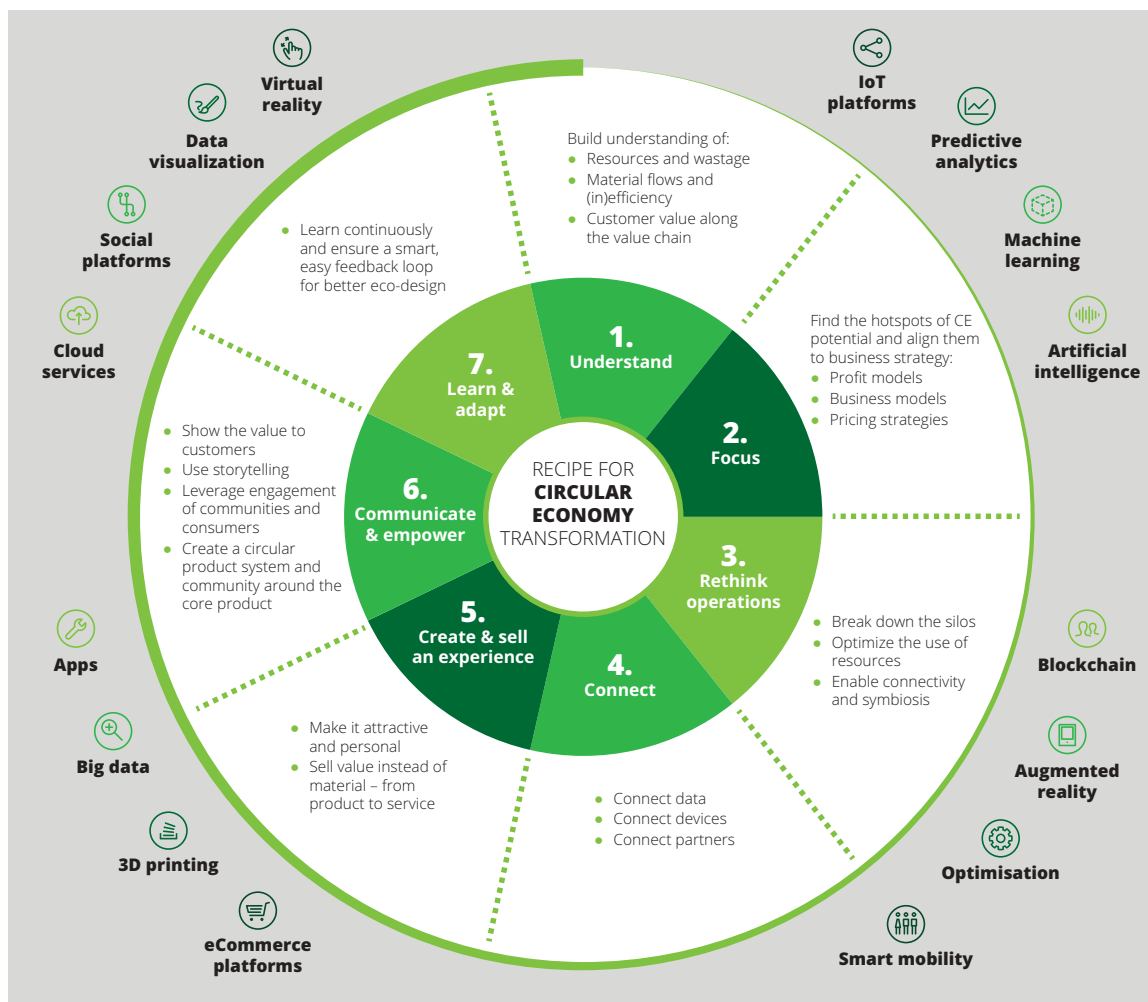 RECIPE FOR
CIRCULAR
ECONOMY
TRANSFORMATION
1.
Understand
Build understanding of:
Resources and wastage
Material flows and
(in)efficiency
Customer value along
the value chain
2.
Focus
Find the hotspots of CE
potential and align them
to business strategy:
Profit models
Business models
Pricing strategies
3.
Rethink
operations
Break down the silos
Optimize the use of
resources
Enable connectivity
and symbiosis
4.
Connect
Connect data
Connect devices
Connect partners
5.
Create & sell
an experience
Make it attractive
and personal
Sell value instead of
material – from
product to service
6.
Communicate
& empower
Show the value to
customers
Use storytelling
Leverage engagement
of communities and
consumers
Create a circular
product system and
community around the
core product
7.
Learn &
adapt
Learn continuously
and ensure a smart,
easy feedback loop
for better eco-design
IoT
platforms
Predictive
analytics
Machine
learning
Artificial
intelligence
Blockchain
Augmented
reality
Optimisation
Smart mobility
eCommerce
platforms
3D printing
Big data
Apps
Cloud
services
Social
platforms
Data
visualization
Virtual
reality